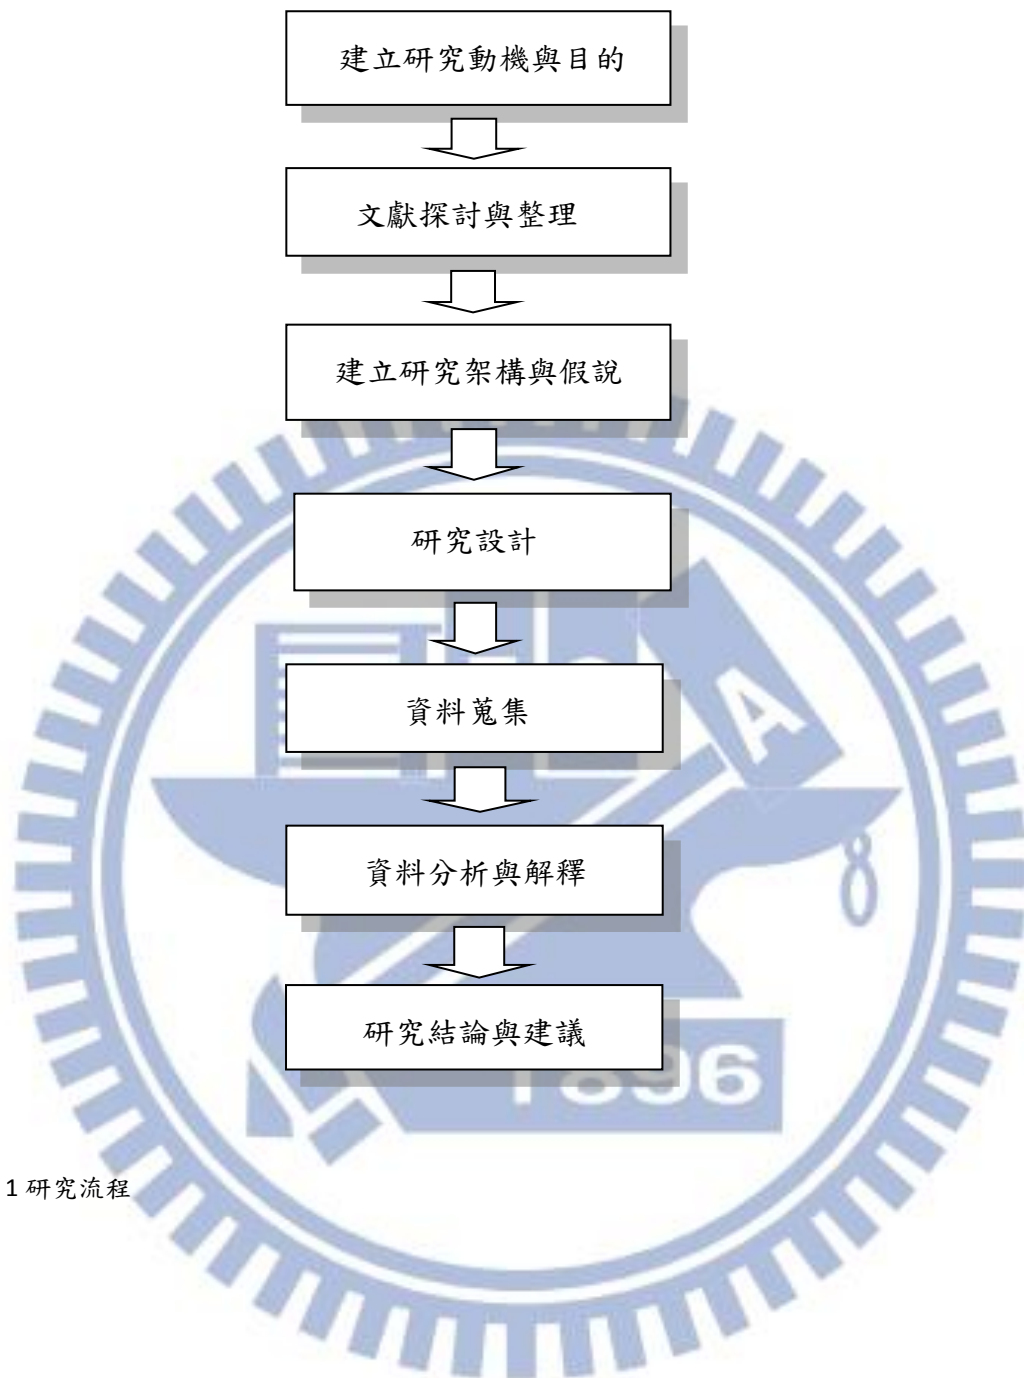 建立研究動機與目的
文獻探討與整理
建立研究架構與假說
研究設計
資料蒐集
A
資料分析與解釋
研究結論與建議
1896
1 研究流程